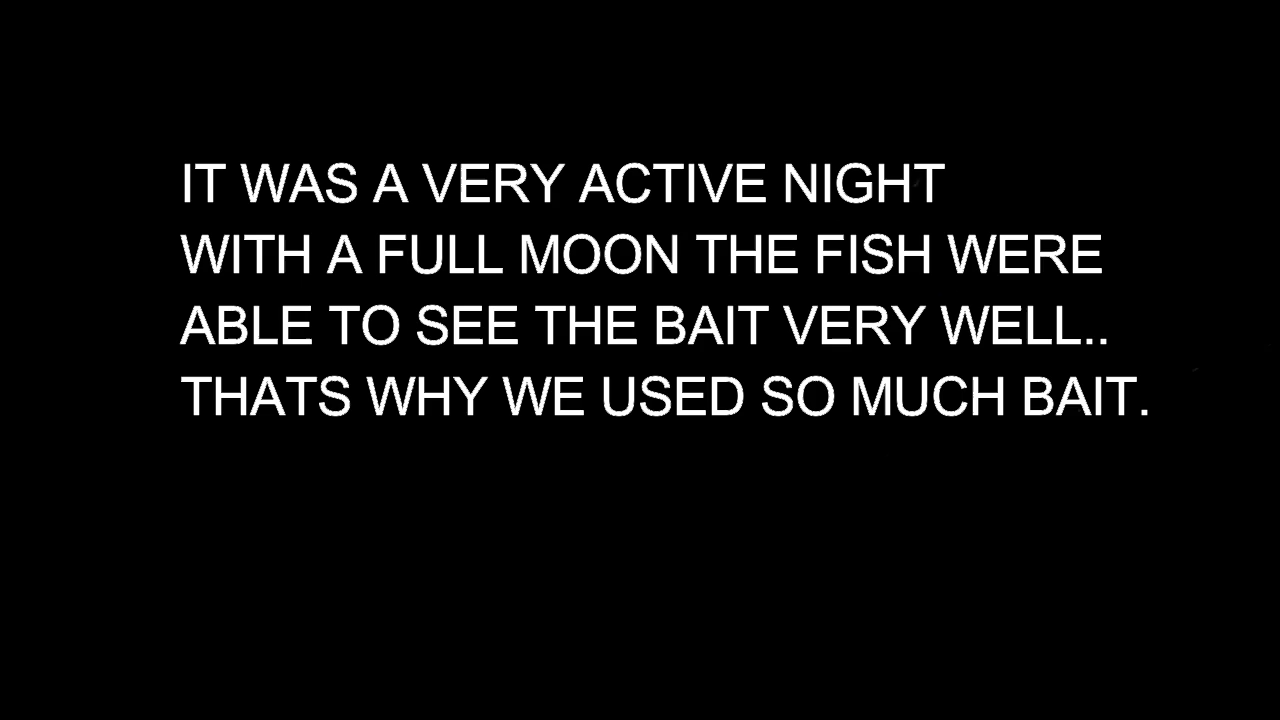 IT WAS A VERY ACTIVE NIGHT
WITH A FULL MOON THE FISH WERE
ABLE TO SEE THE BAIT VERY WELL..
THATS WHY WE USED SO MUCH BAIT.